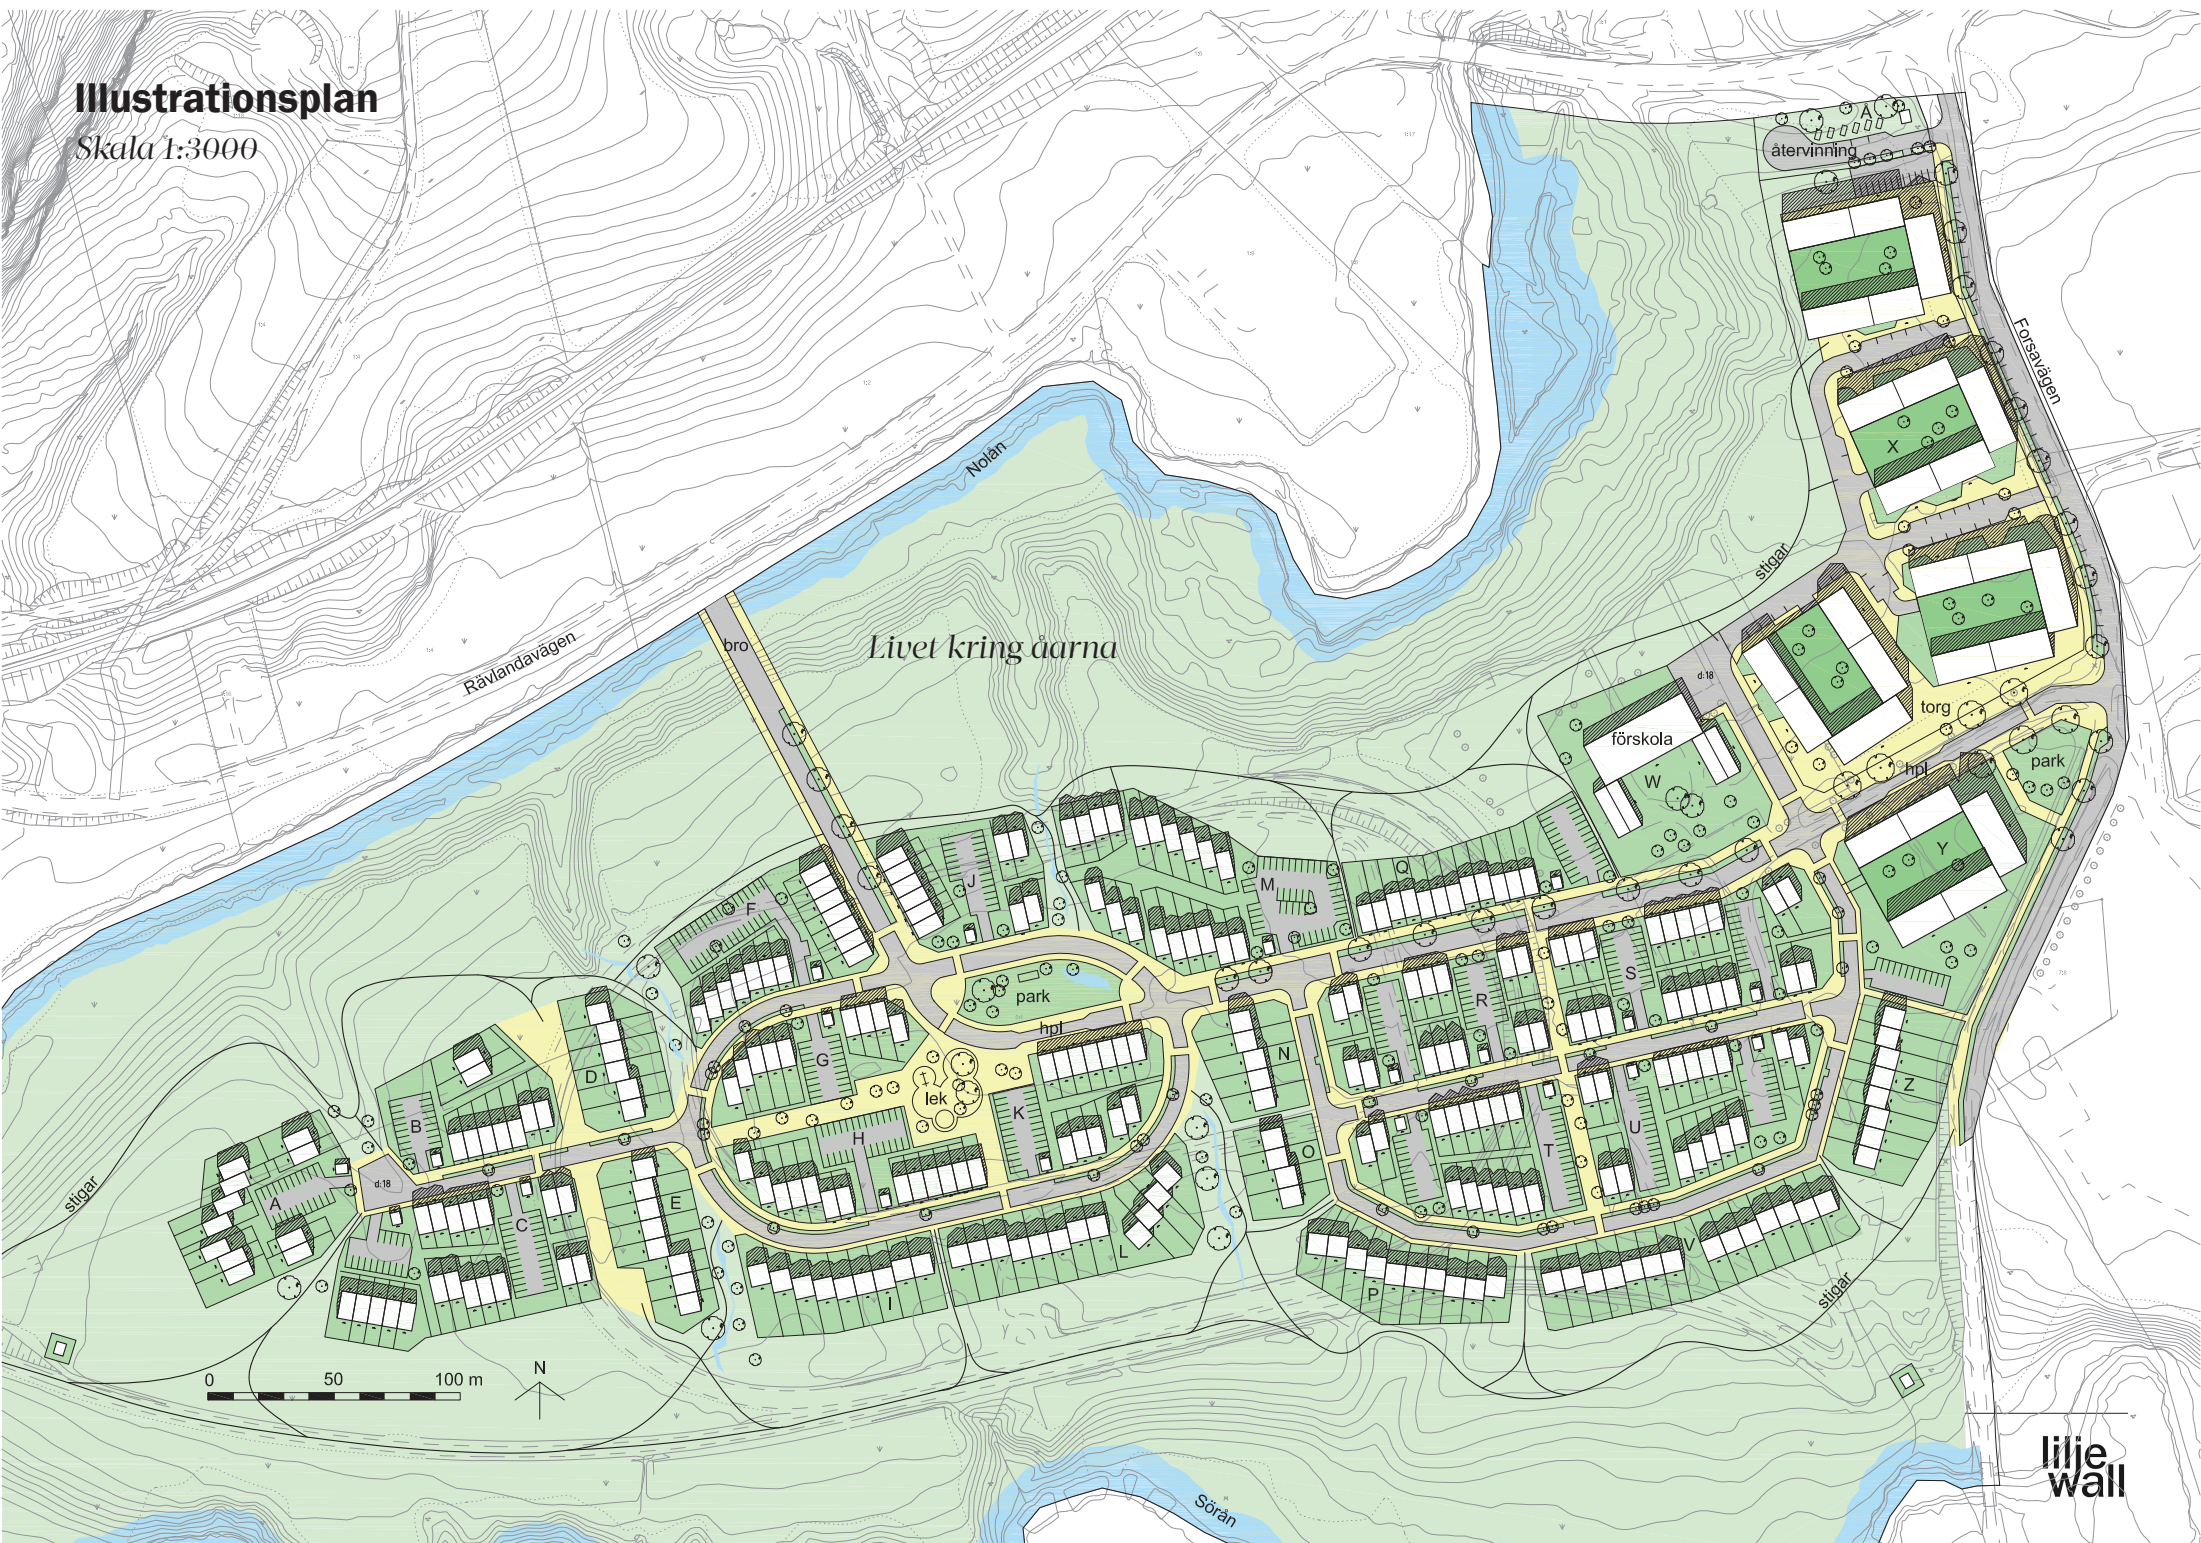 Illustrationsplan
Skala 1:3000
A
återvinning
Forsavägen
X
Nolån
stigar
bro
Livet kring åarna
Rävlandavägen
d:18
torg
förskola
hpl
park
W
Y
Q
M
J
F
S
R
park
hpl
N
G
D
lek
K
H
B
Z
U
T
O
E
A
d:18
C
stigar
L
V
I
P
stigar
0 50 100 m
N
lilje
wall
Sörån